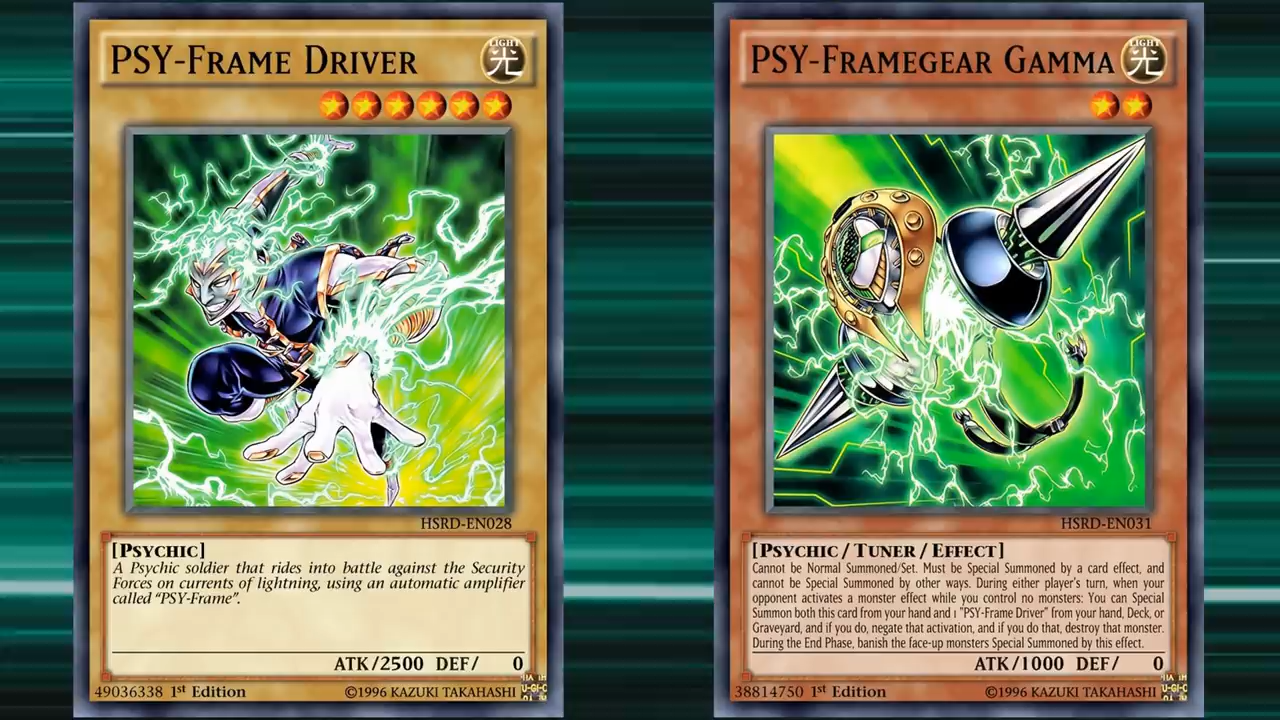 PSY-Frame Driver
LIGHT
光
HSRD-EN028
[Psychic]
A Psychic soldier that rides into battle against the Security
Forces on currents of lightning, using an automatic amplifier
called "PSY-Frame".
ATK/2500 DEF/ 0
49036338 1st Edition ©1996 KAZUKI TAKAHASHI
PSY-Framegear Gamma
LIGHT
光
HSRD-EN031
[Psychic / Tuner / Effect]
Cannot be Normal Summoned/Set. Must be Special Summoned by a card effect, and
cannot be Special Summoned by other ways. During either player's turn, when your
opponent activates a monster effect while you control no monsters: You can Special
Summon both this card from your hand and 1 "PSY-Frame Driver" from your hand, Deck, or
Graveyard, and if you do, negate that activation, and if you do that, destroy that monster.
During the End Phase, banish the face-up monsters Special Summoned by this effect.
ATK/1000 DEF/ 0
38814750 1st Edition ©1996 KAZUKI TAKAHASHI